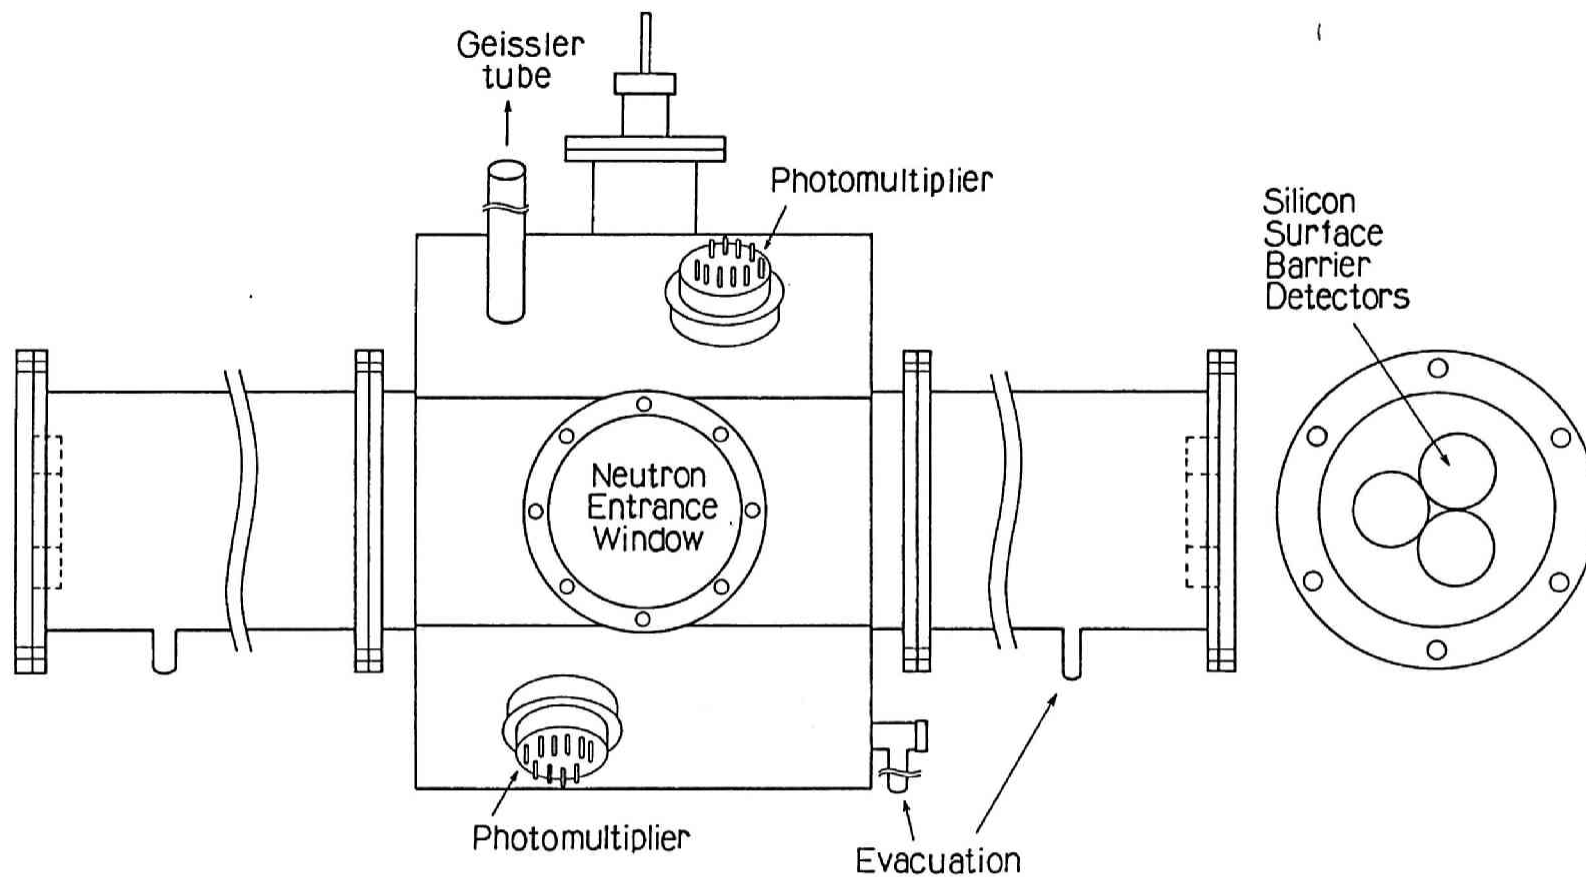 Geissler
tube
Photomultiplier
Silicon
Surface
Barrier
Detectors
Neutron
Entrance
Window
Photomultiplier
Evacuation